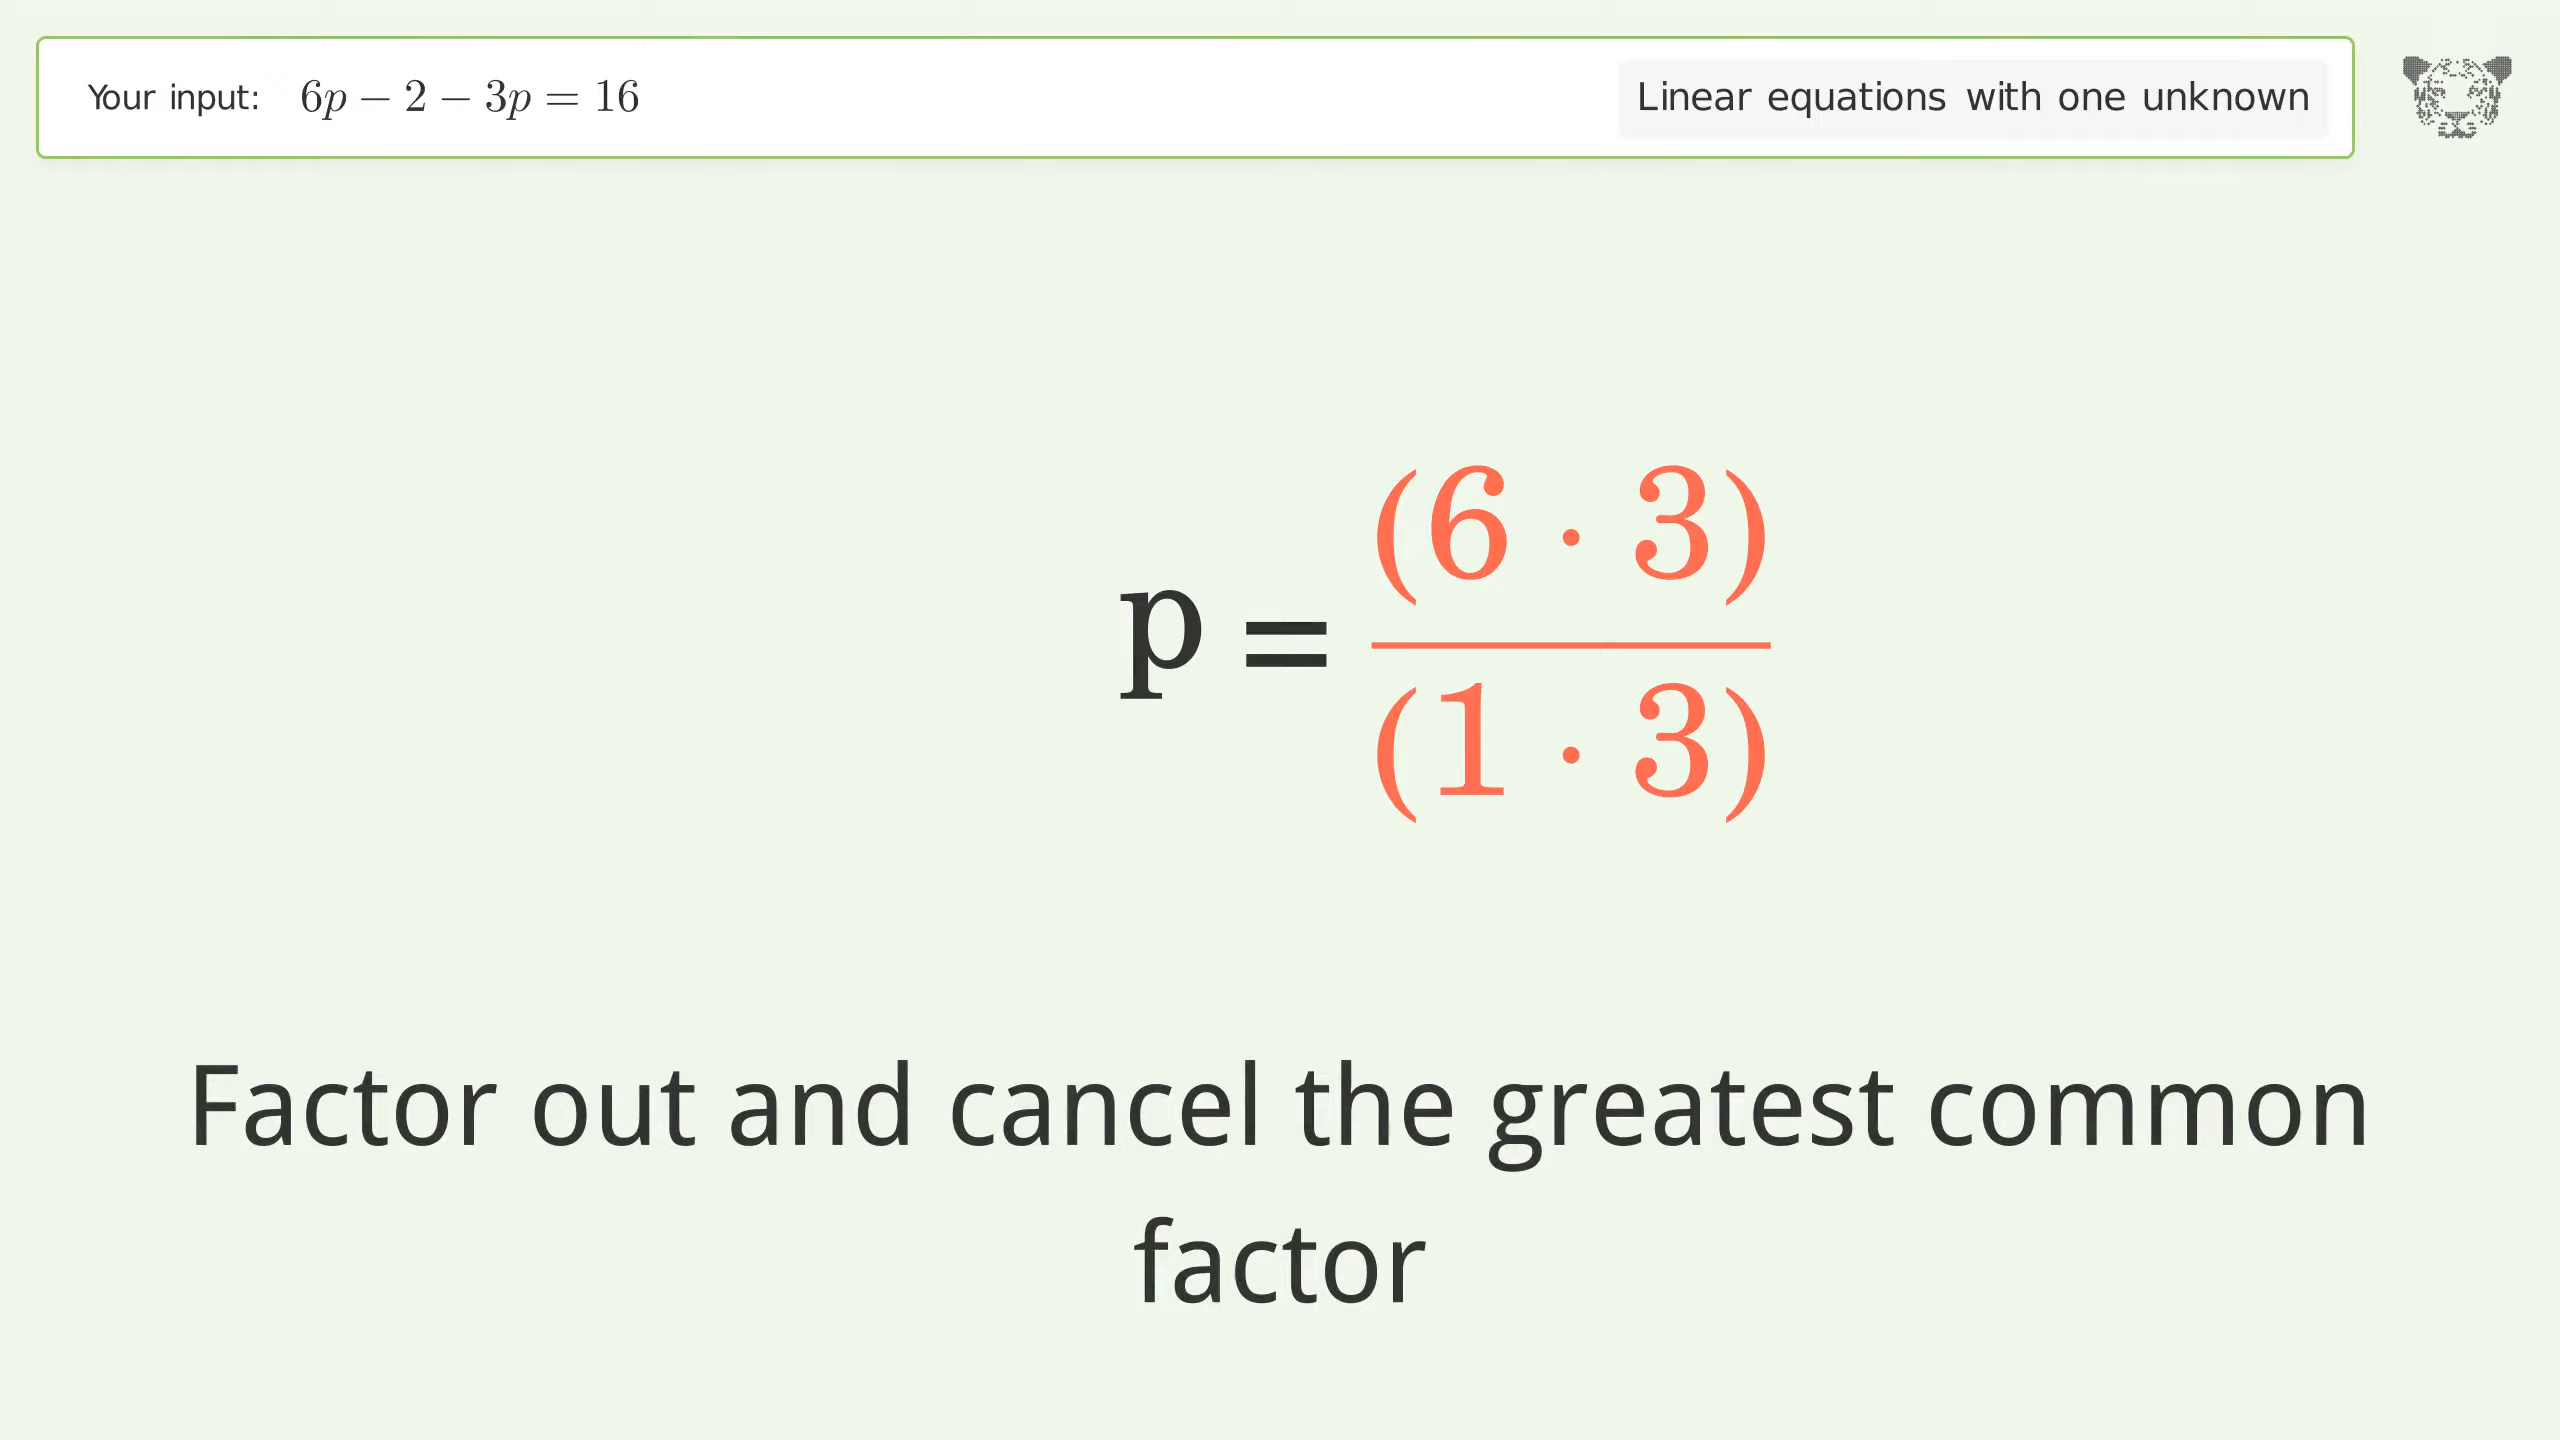 Your input: 6p − 2 − 3p = 16
Linear equations with one unknown
p = (6 · 3) / (1 · 3)
Factor out and cancel the greatest common
factor